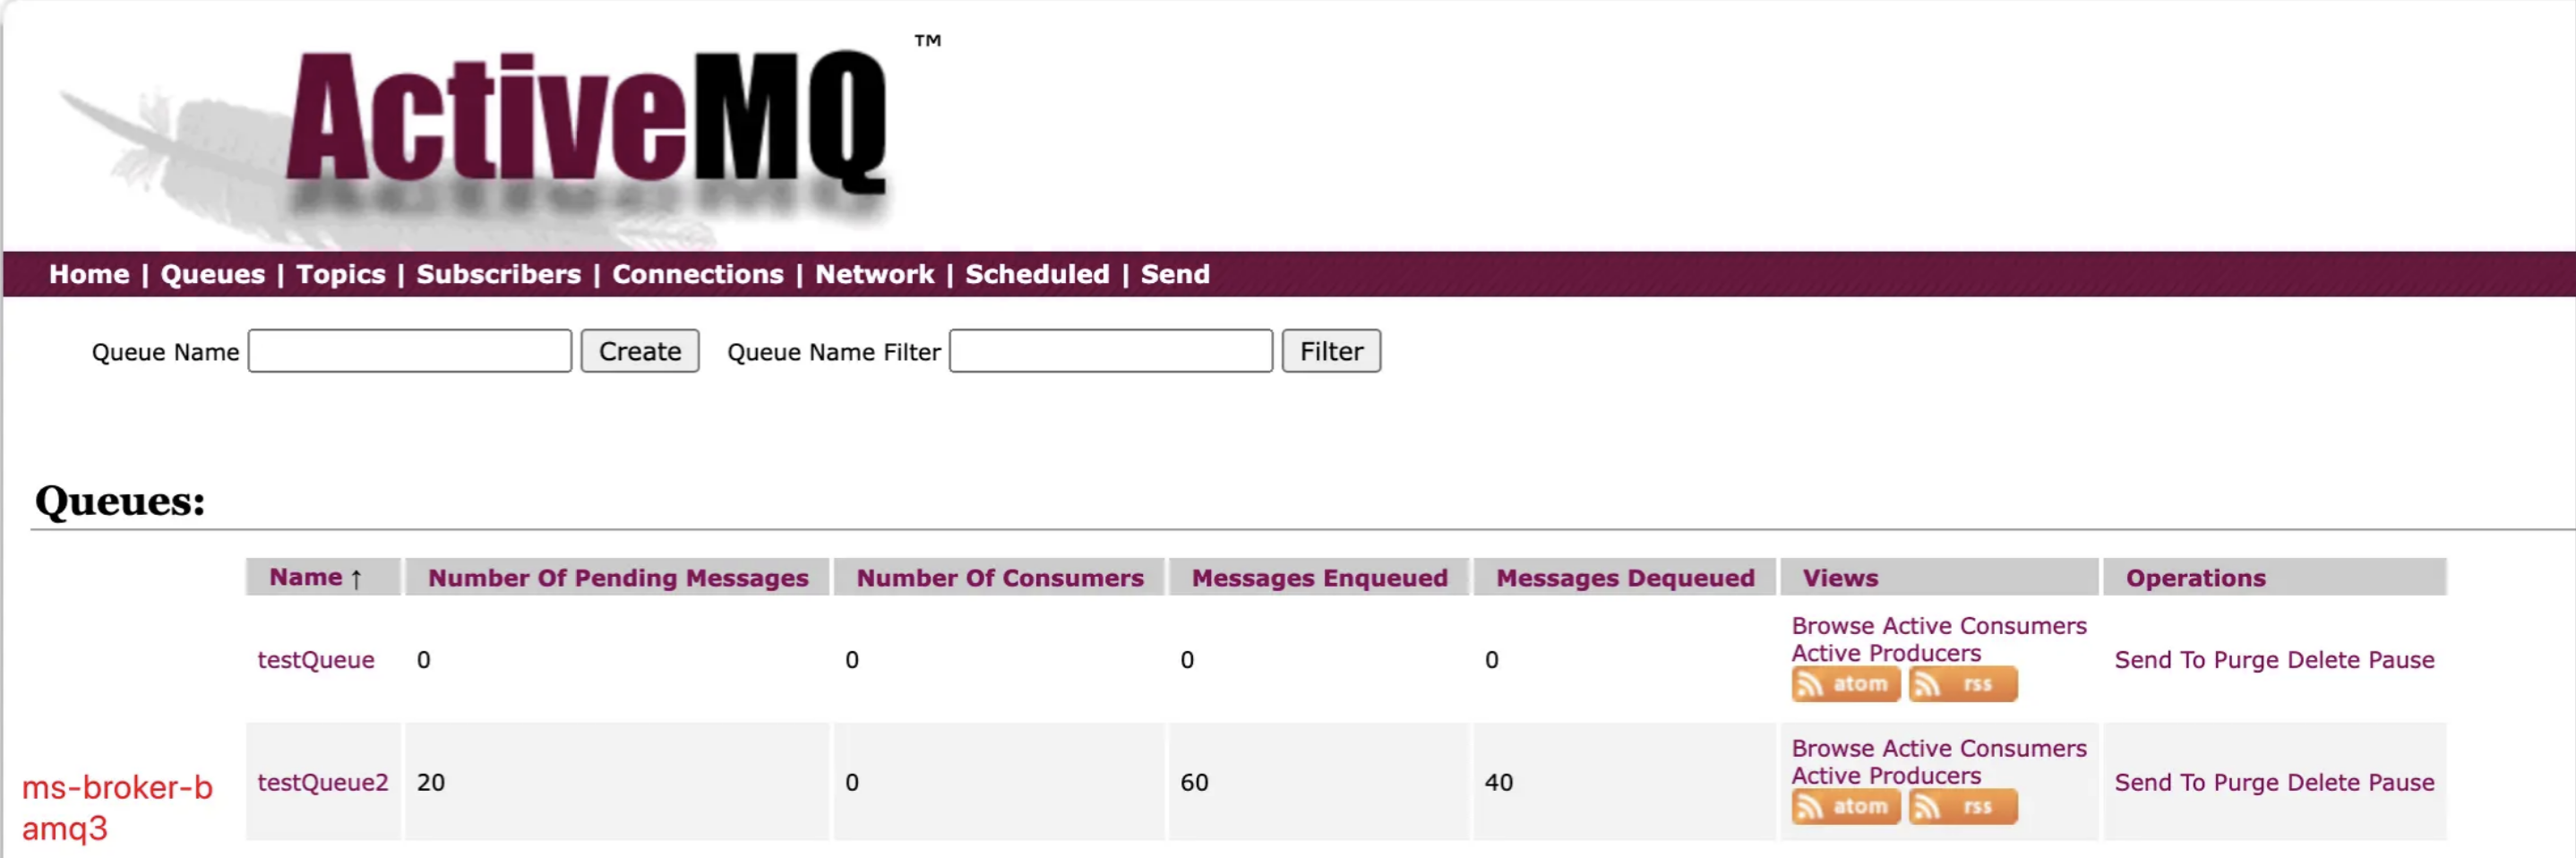 ActiveMQ ™
Home | Queues | Topics | Subscribers | Connections | Network | Scheduled | Send
Queue Name Create Queue Name Filter Filter
Queues:
Name ↑ Number Of Pending Messages Number Of Consumers Messages Enqueued Messages Dequeued Views Operations
testQueue 0 0 0 0 Browse Active Consumers
Active Producers
atom rss
Send To Purge Delete Pause
ms-broker-b
amq3
testQueue2 20 0 60 40 Browse Active Consumers
Active Producers
atom rss
Send To Purge Delete Pause